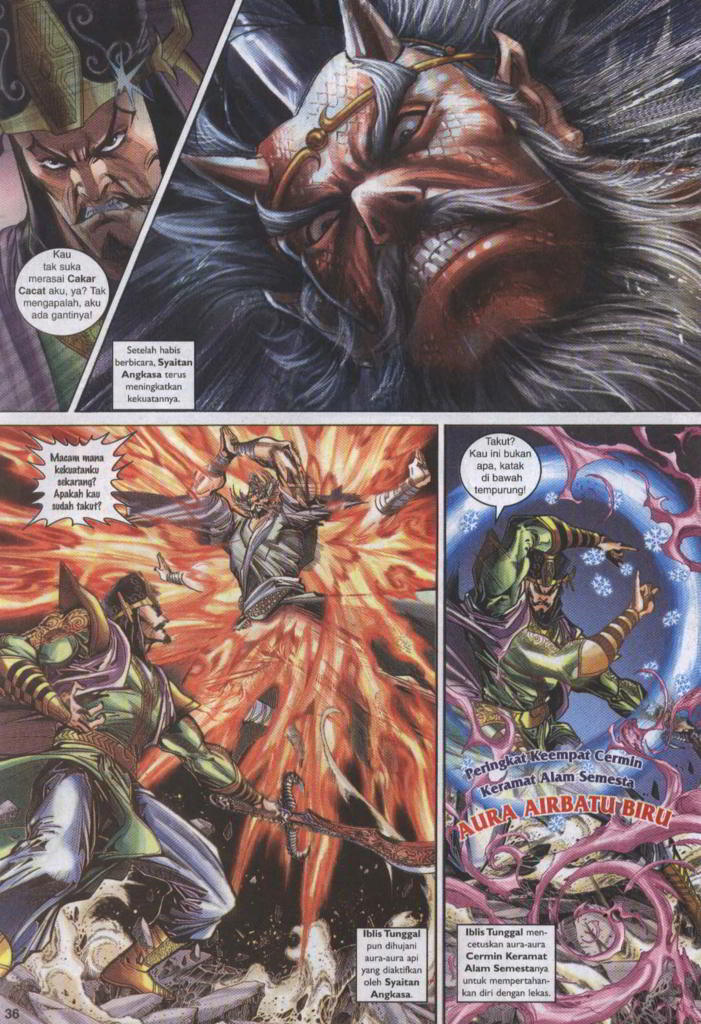 Kau
tak suka
merasai Cakar
Cacat aku, ya? Tak
mengapalah, aku
ada gantinya!
Setelah habis
berbicara, Syaitan
Angkasa terus
meningkatkan
kekuatannya.
Macam mana
kekuatanku
sekarang?
Apakah kau
sudah takut?
Iblis Tunggal
pun dihujani
aura-aura api
yang diaktifkan
oleh Syaitan
Angkasa.
Takut?
Kau ini bukan
apa, katak
di bawah
tempurung!
Peringkat Keempat Cermin
Keramat Alam Semesta
AURA AIRBATU BIRU
Iblis Tunggal men-
cetuskan aura-aura
Cermin Keramat
Alam Semestanya
untuk mempertahan-
kan diri dengan lekas.
36